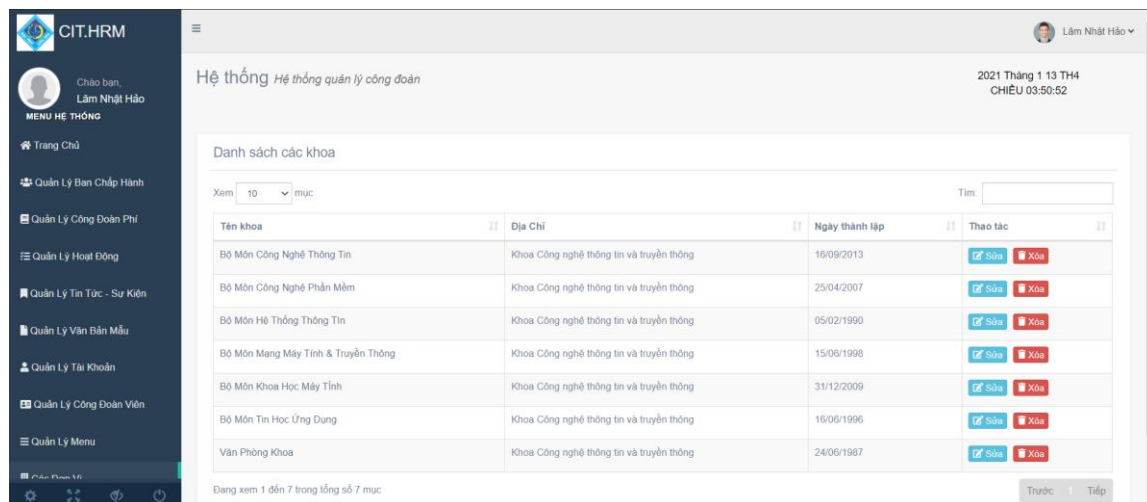 CIT.HRM
Lâm Nhật Hảo
Chào bạn,
Lâm Nhật Hảo
MENU HỆ THỐNG
Trang Chủ
Quản Lý Ban Chấp Hành
Quản Lý Công Đoàn Phí
Quản Lý Hoạt Động
Quản Lý Tin Tức - Sự Kiện
Quản Lý Văn Bản Mẫu
Quản Lý Tài Khoản
Quản Lý Công Đoàn Viên
Quản Lý Menu
Các Đơn Vị
Hệ thống Hệ thống quản lý công đoàn
2021 Tháng 1 13 TH4
CHIỀU 03:50:52
Danh sách các khoa
Xem 10 mục
Tìm:
Tên khoa Địa Chỉ Ngày thành lập Thao tác
Bộ Môn Công Nghệ Thông Tin Khoa Công nghệ thông tin và truyền thông 16/09/2013 Sửa Xóa
Bộ Môn Công Nghệ Phần Mềm Khoa Công nghệ thông tin và truyền thông 25/04/2007 Sửa Xóa
Bộ Môn Hệ Thống Thông Tin Khoa Công nghệ thông tin và truyền thông 05/02/1990 Sửa Xóa
Bộ Môn Mạng Máy Tính & Truyền Thông Khoa Công nghệ thông tin và truyền thông 15/06/1998 Sửa Xóa
Bộ Môn Khoa Học Máy Tỉnh Khoa Công nghệ thông tin và truyền thông 31/12/2009 Sửa Xóa
Bộ Môn Tin Học Ứng Dụng Khoa Công nghệ thông tin và truyền thông 16/06/1996 Sửa Xóa
Văn Phòng Khoa Khoa Công nghệ thông tin và truyền thông 24/06/1987 Sửa Xóa
Đang xem 1 đến 7 trong tổng số 7 mục
Trước 1 Tiếp